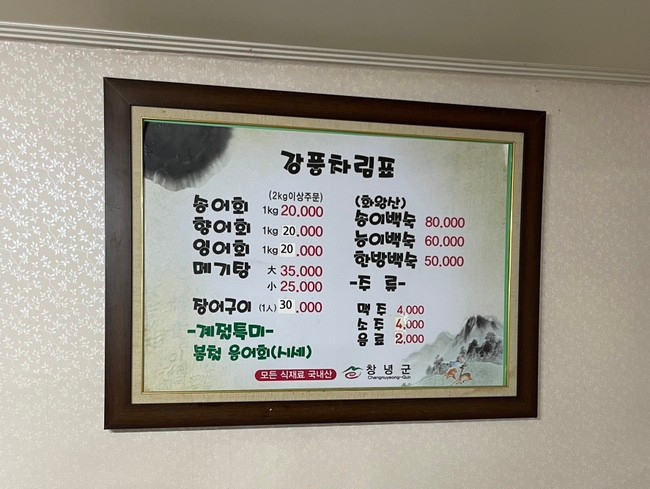 강풍차림표
(2kg이상주문)
송어회 1kg 20.000
향어회 1kg 20.000
잉어회 1kg 20.000
메기탕 大 35.000
小 25.000
장어구이 (1人) 30.000
-계절특미-
봄철 웅어회(시세)
(화왕산)
송이백숙 80.000
능이백숙 60.000
한방백숙 50.000
-주 류-
맥 주 4,000
소 주 4,000
음 료 2,000
모든 식재료 국내산
창녕군
Changnyeong-Gun